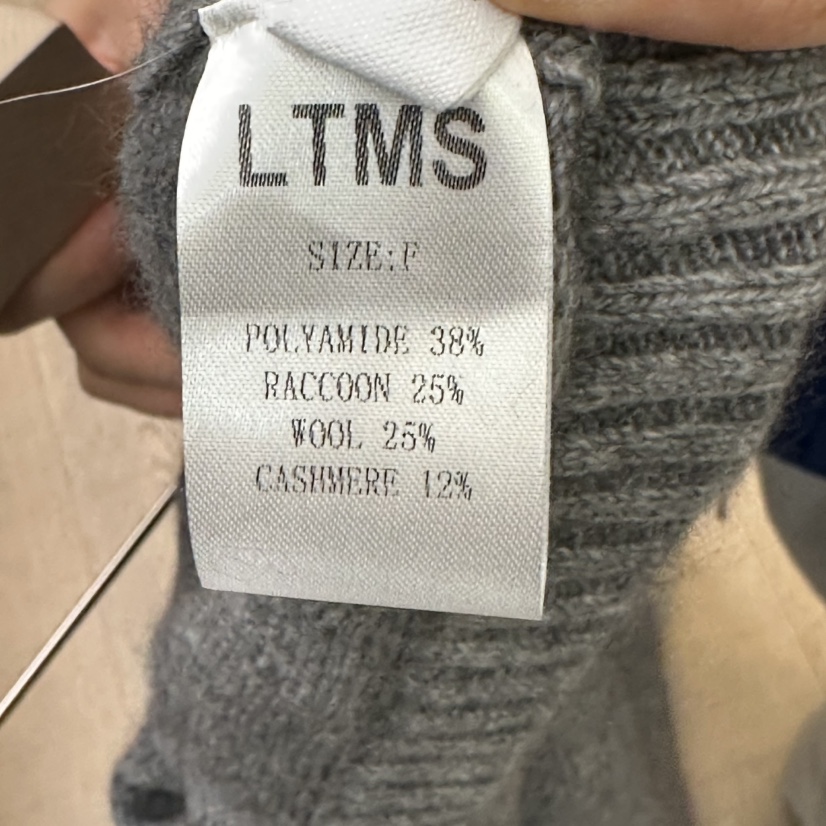 LTMS
SIZE:F
POLYAMIDE 38%
RACCOON 25%
WOOL 25%
CASHMERE 12%